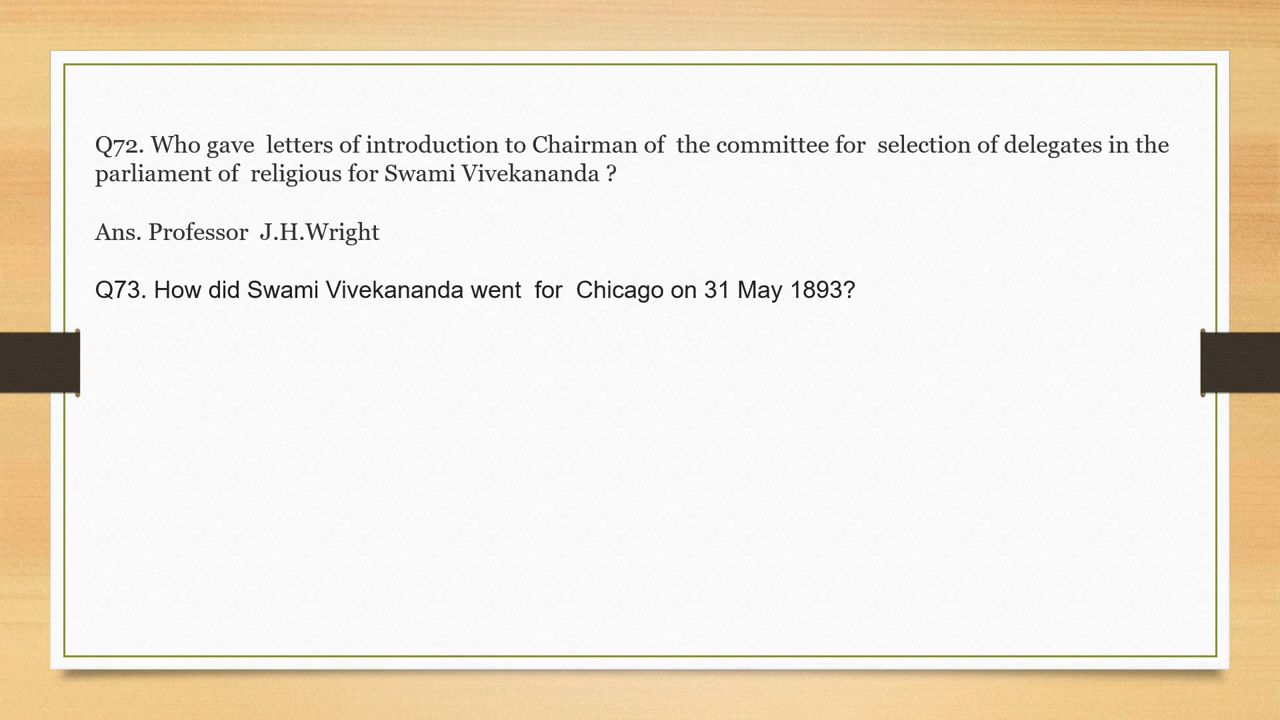 Q72. Who gave  letters of introduction to Chairman of  the committee for  selection of delegates in the
parliament of  religious for Swami Vivekananda ?
Ans. Professor  J.H.Wright
Q73. How did Swami Vivekananda went  for  Chicago on 31 May 1893?